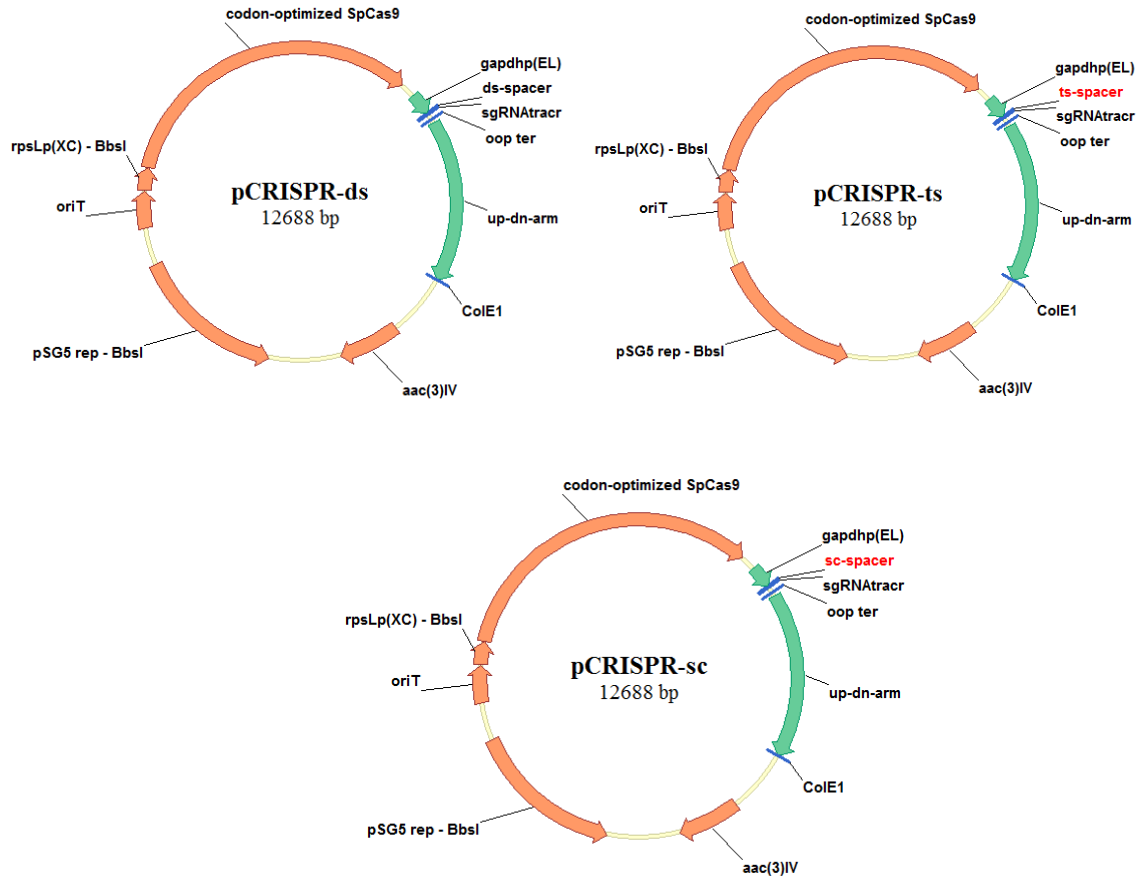 codon-optimized SpCas9
gapdhp(EL)
ds-spacer
sgRNAtracr
oop ter
rpsLp(XC) - BbsI
pCRISPR-ds
12688 bp
oriT
up-dn-arm
ColE1
pSG5 rep - BbsI
aac(3)IV
codon-optimized SpCas9
gapdhp(EL)
ts-spacer
sgRNAtracr
oop ter
rpsLp(XC) - BbsI
pCRISPR-ts
12688 bp
oriT
up-dn-arm
ColE1
pSG5 rep - BbsI
aac(3)IV
codon-optimized SpCas9
gapdhp(EL)
sc-spacer
sgRNAtracr
oop ter
rpsLp(XC) - BbsI
pCRISPR-sc
12688 bp
oriT
up-dn-arm
ColE1
pSG5 rep - BbsI
aac(3)IV